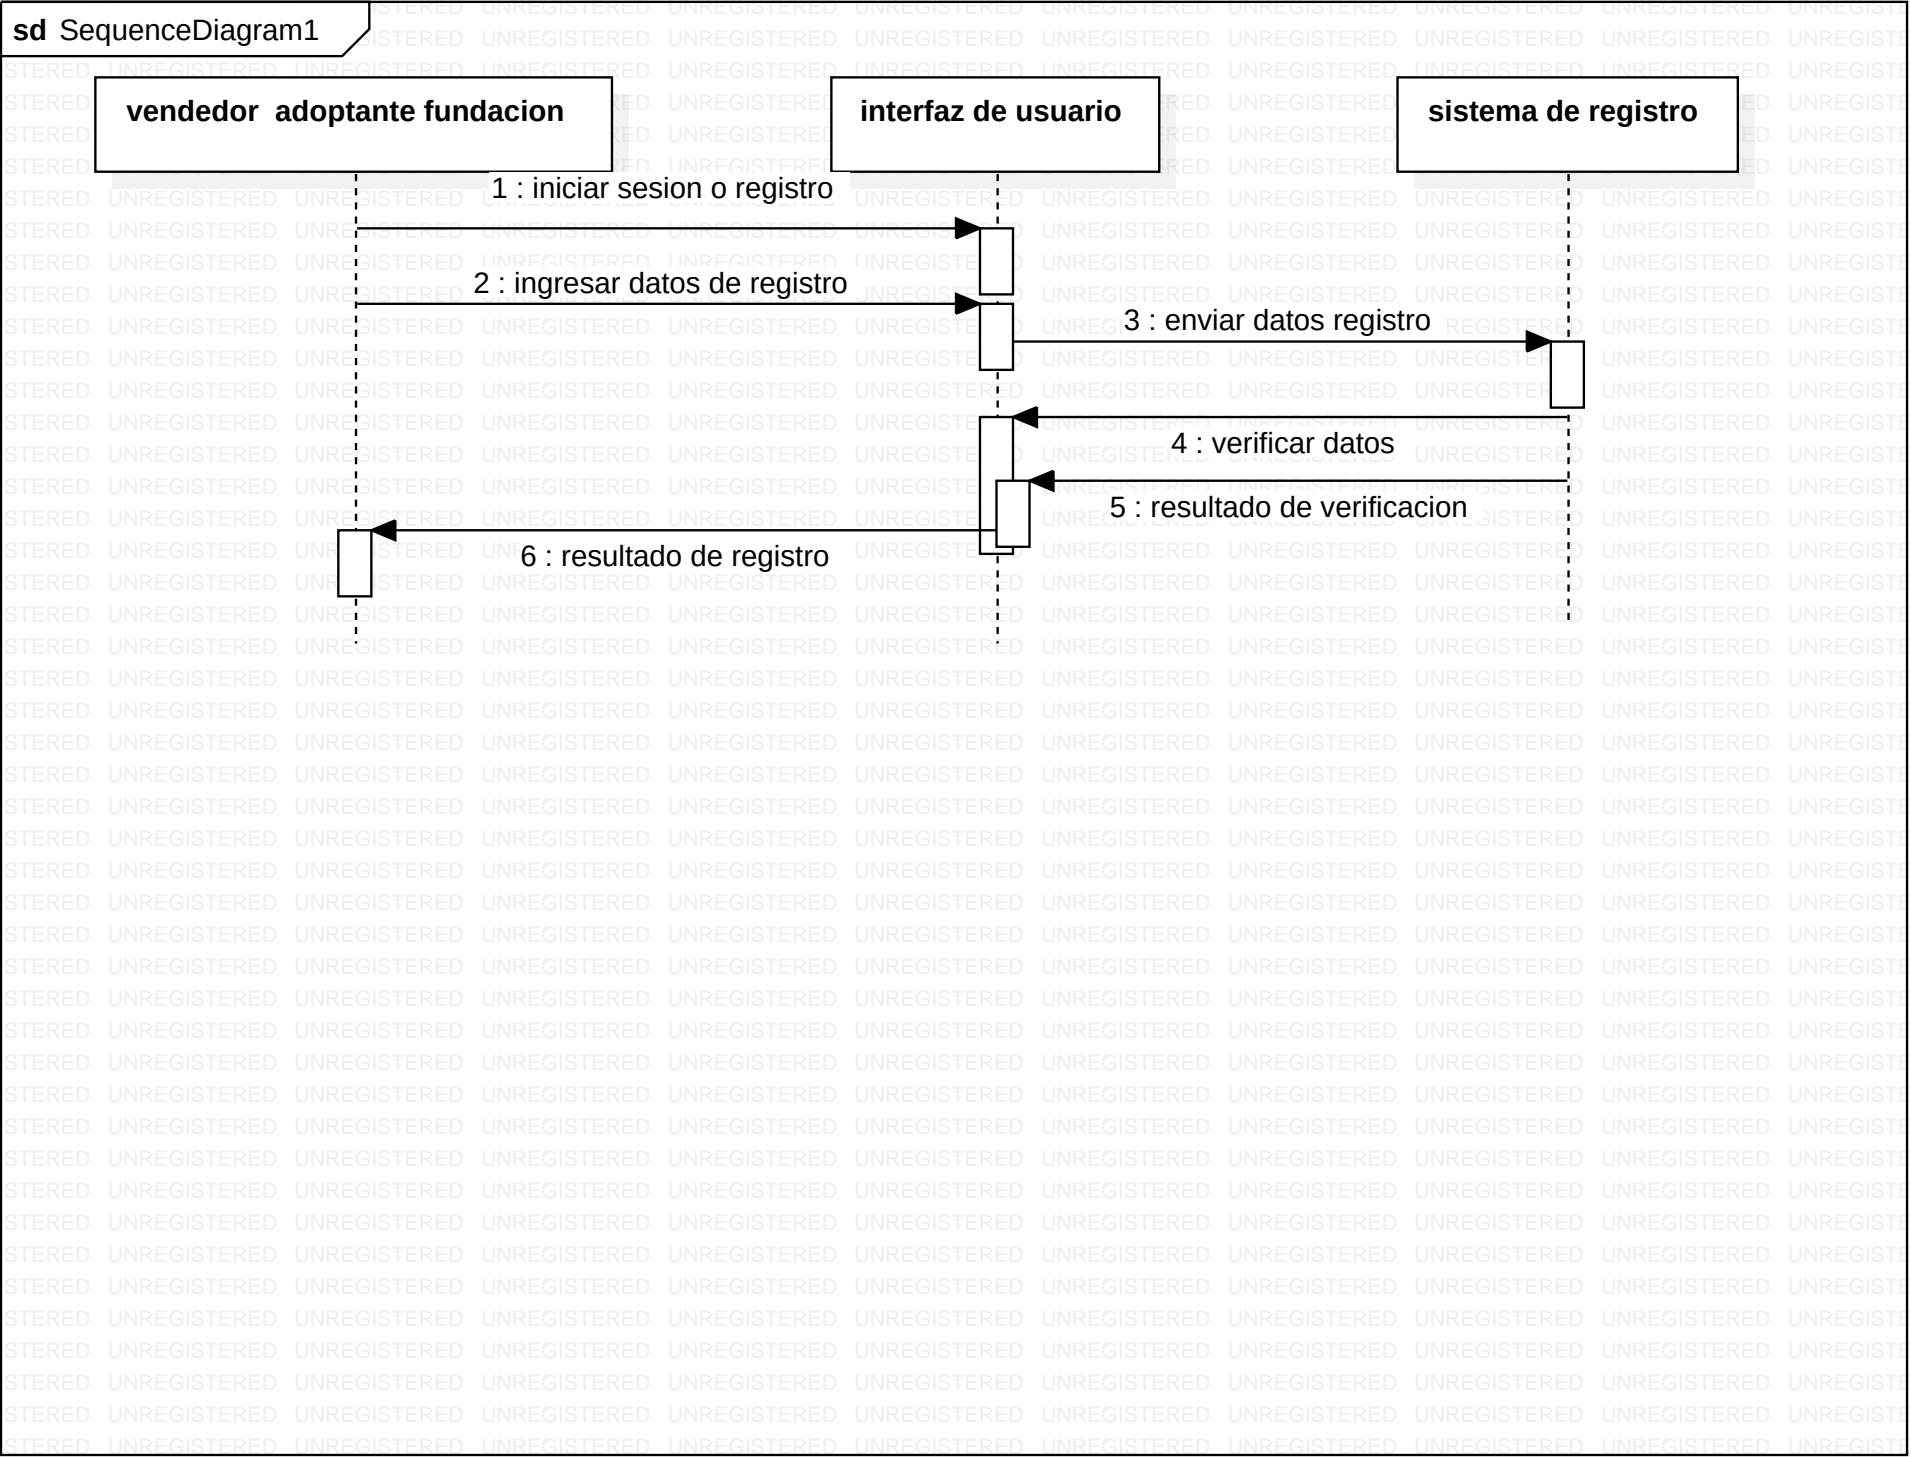 sd SequenceDiagram1
vendedor adoptante fundacion
interfaz de usuario
sistema de registro
1 : iniciar sesion o registro
2 : ingresar datos de registro
3 : enviar datos registro
4 : verificar datos
5 : resultado de verificacion
6 : resultado de registro
UNREGISTERED